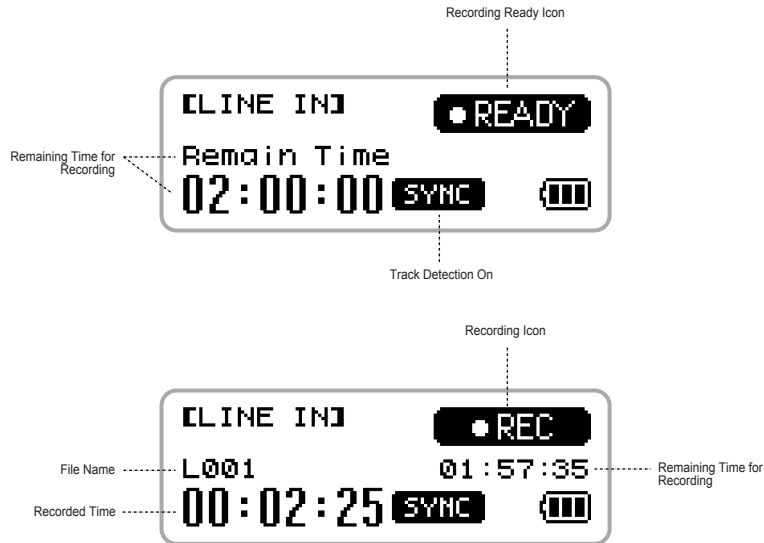 Recording Ready Icon
[LINE IN]
READY
Remaining Time for
Recording
Remain Time
02:00:00 SYNC
Track Detection On
Recording Icon
[LINE IN]
REC
File Name
L001
01:57:35
Remaining Time for
Recording
Recorded Time
00:02:25 SYNC